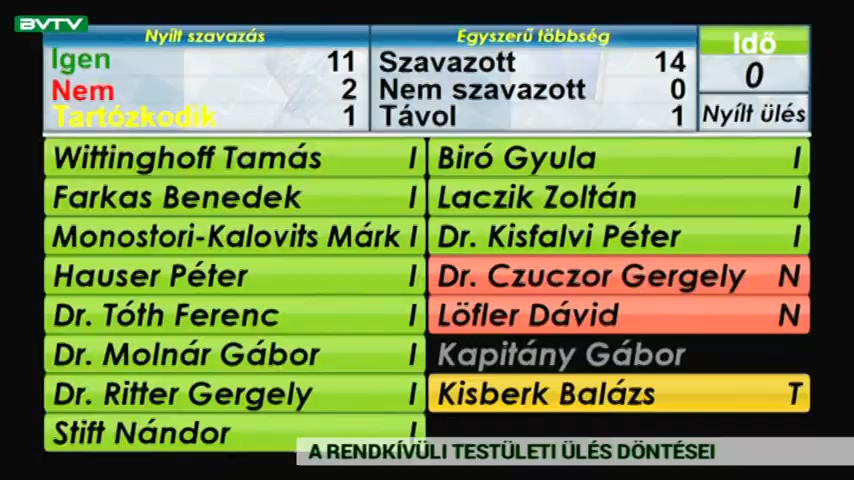 BVTV
Nyílt szavazás
Igen 11
Nem 2
Tartózkodik 1
Egyszerű többség
Szavazott 14
Nem szavazott 0
Távol 1
Idő
0
Nyílt ülés
Wittinghoff Tamás I
Farkas Benedek I
Monostori-Kalovits Márk I
Hauser Péter I
Dr. Tóth Ferenc I
Dr. Molnár Gábor I
Dr. Ritter Gergely I
Stift Nándor I
Biró Gyula I
Laczik Zoltán I
Dr. Kisfalvi Péter I
Dr. Czuczor Gergely N
Löfler Dávid N
Kapitány Gábor
Kisberk Balázs T
A RENDKÍVÜLI TESTÜLETI ÜLÉS DÖNTÉSEI